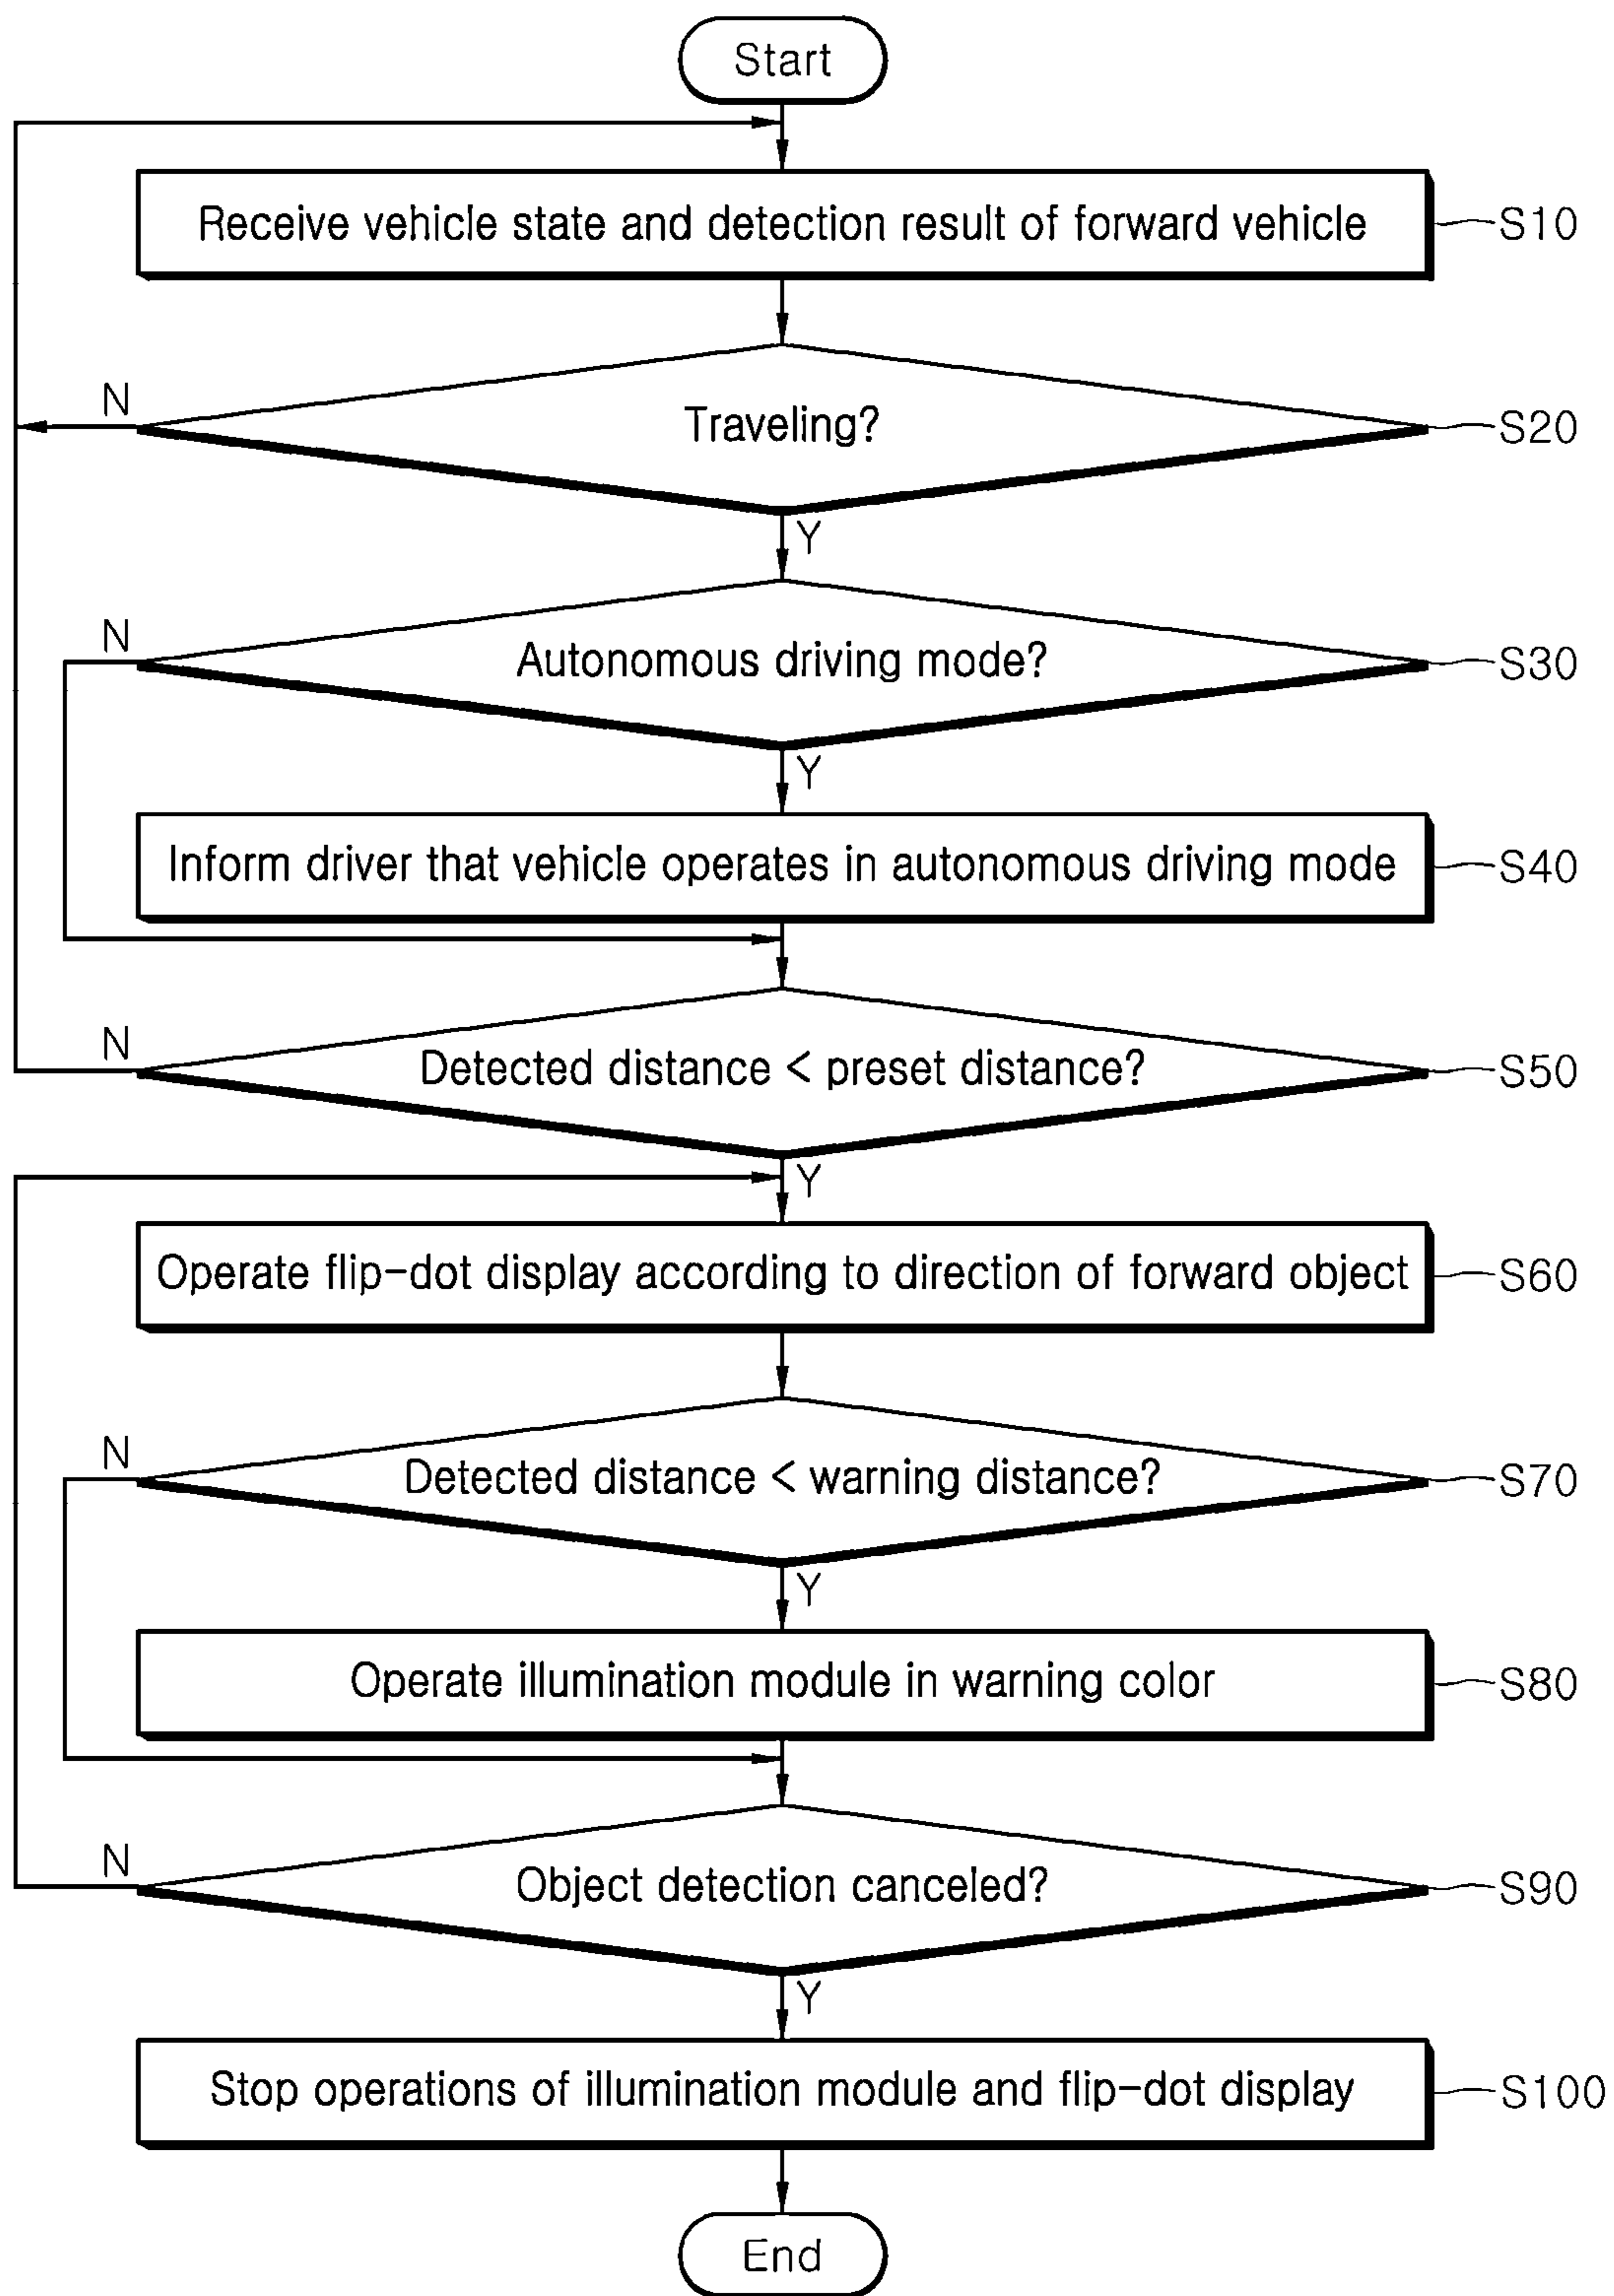 Start
Receive vehicle state and detection result of forward vehicle
S10
N
Traveling?
S20
Y
N
Autonomous driving mode?
S30
Y
Inform driver that vehicle operates in autonomous driving mode
S40
N
Detected distance < preset distance?
S50
Y
Operate flip-dot display according to direction of forward object
S60
N
Detected distance < warning distance?
S70
Y
Operate illumination module in warning color
S80
N
Object detection canceled?
S90
Y
Stop operations of illumination module and flip-dot display
S100
End